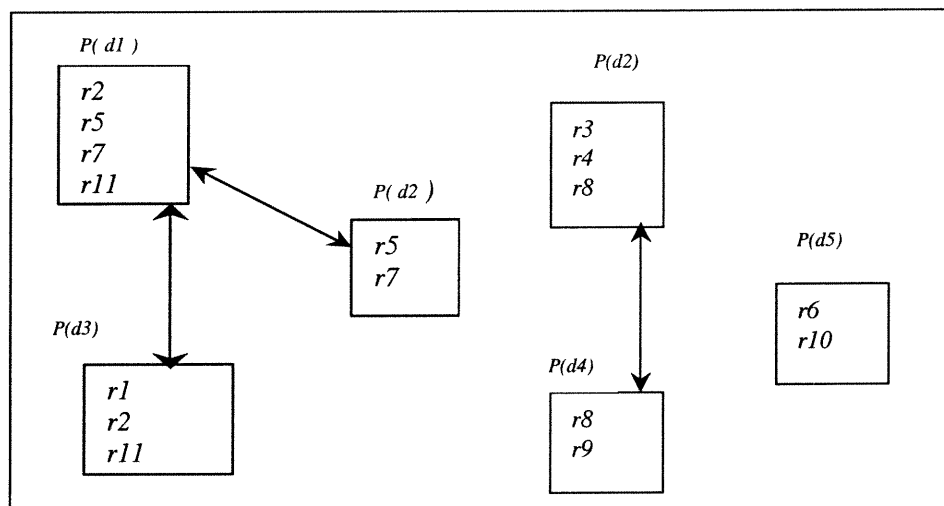 P( d1 )
r2
r5
r7
r11
P( d2 )
r5
r7
P(d3)
r1
r2
r11
P(d2)
r3
r4
r8
P(d4)
r8
r9
P(d5)
r6
r10